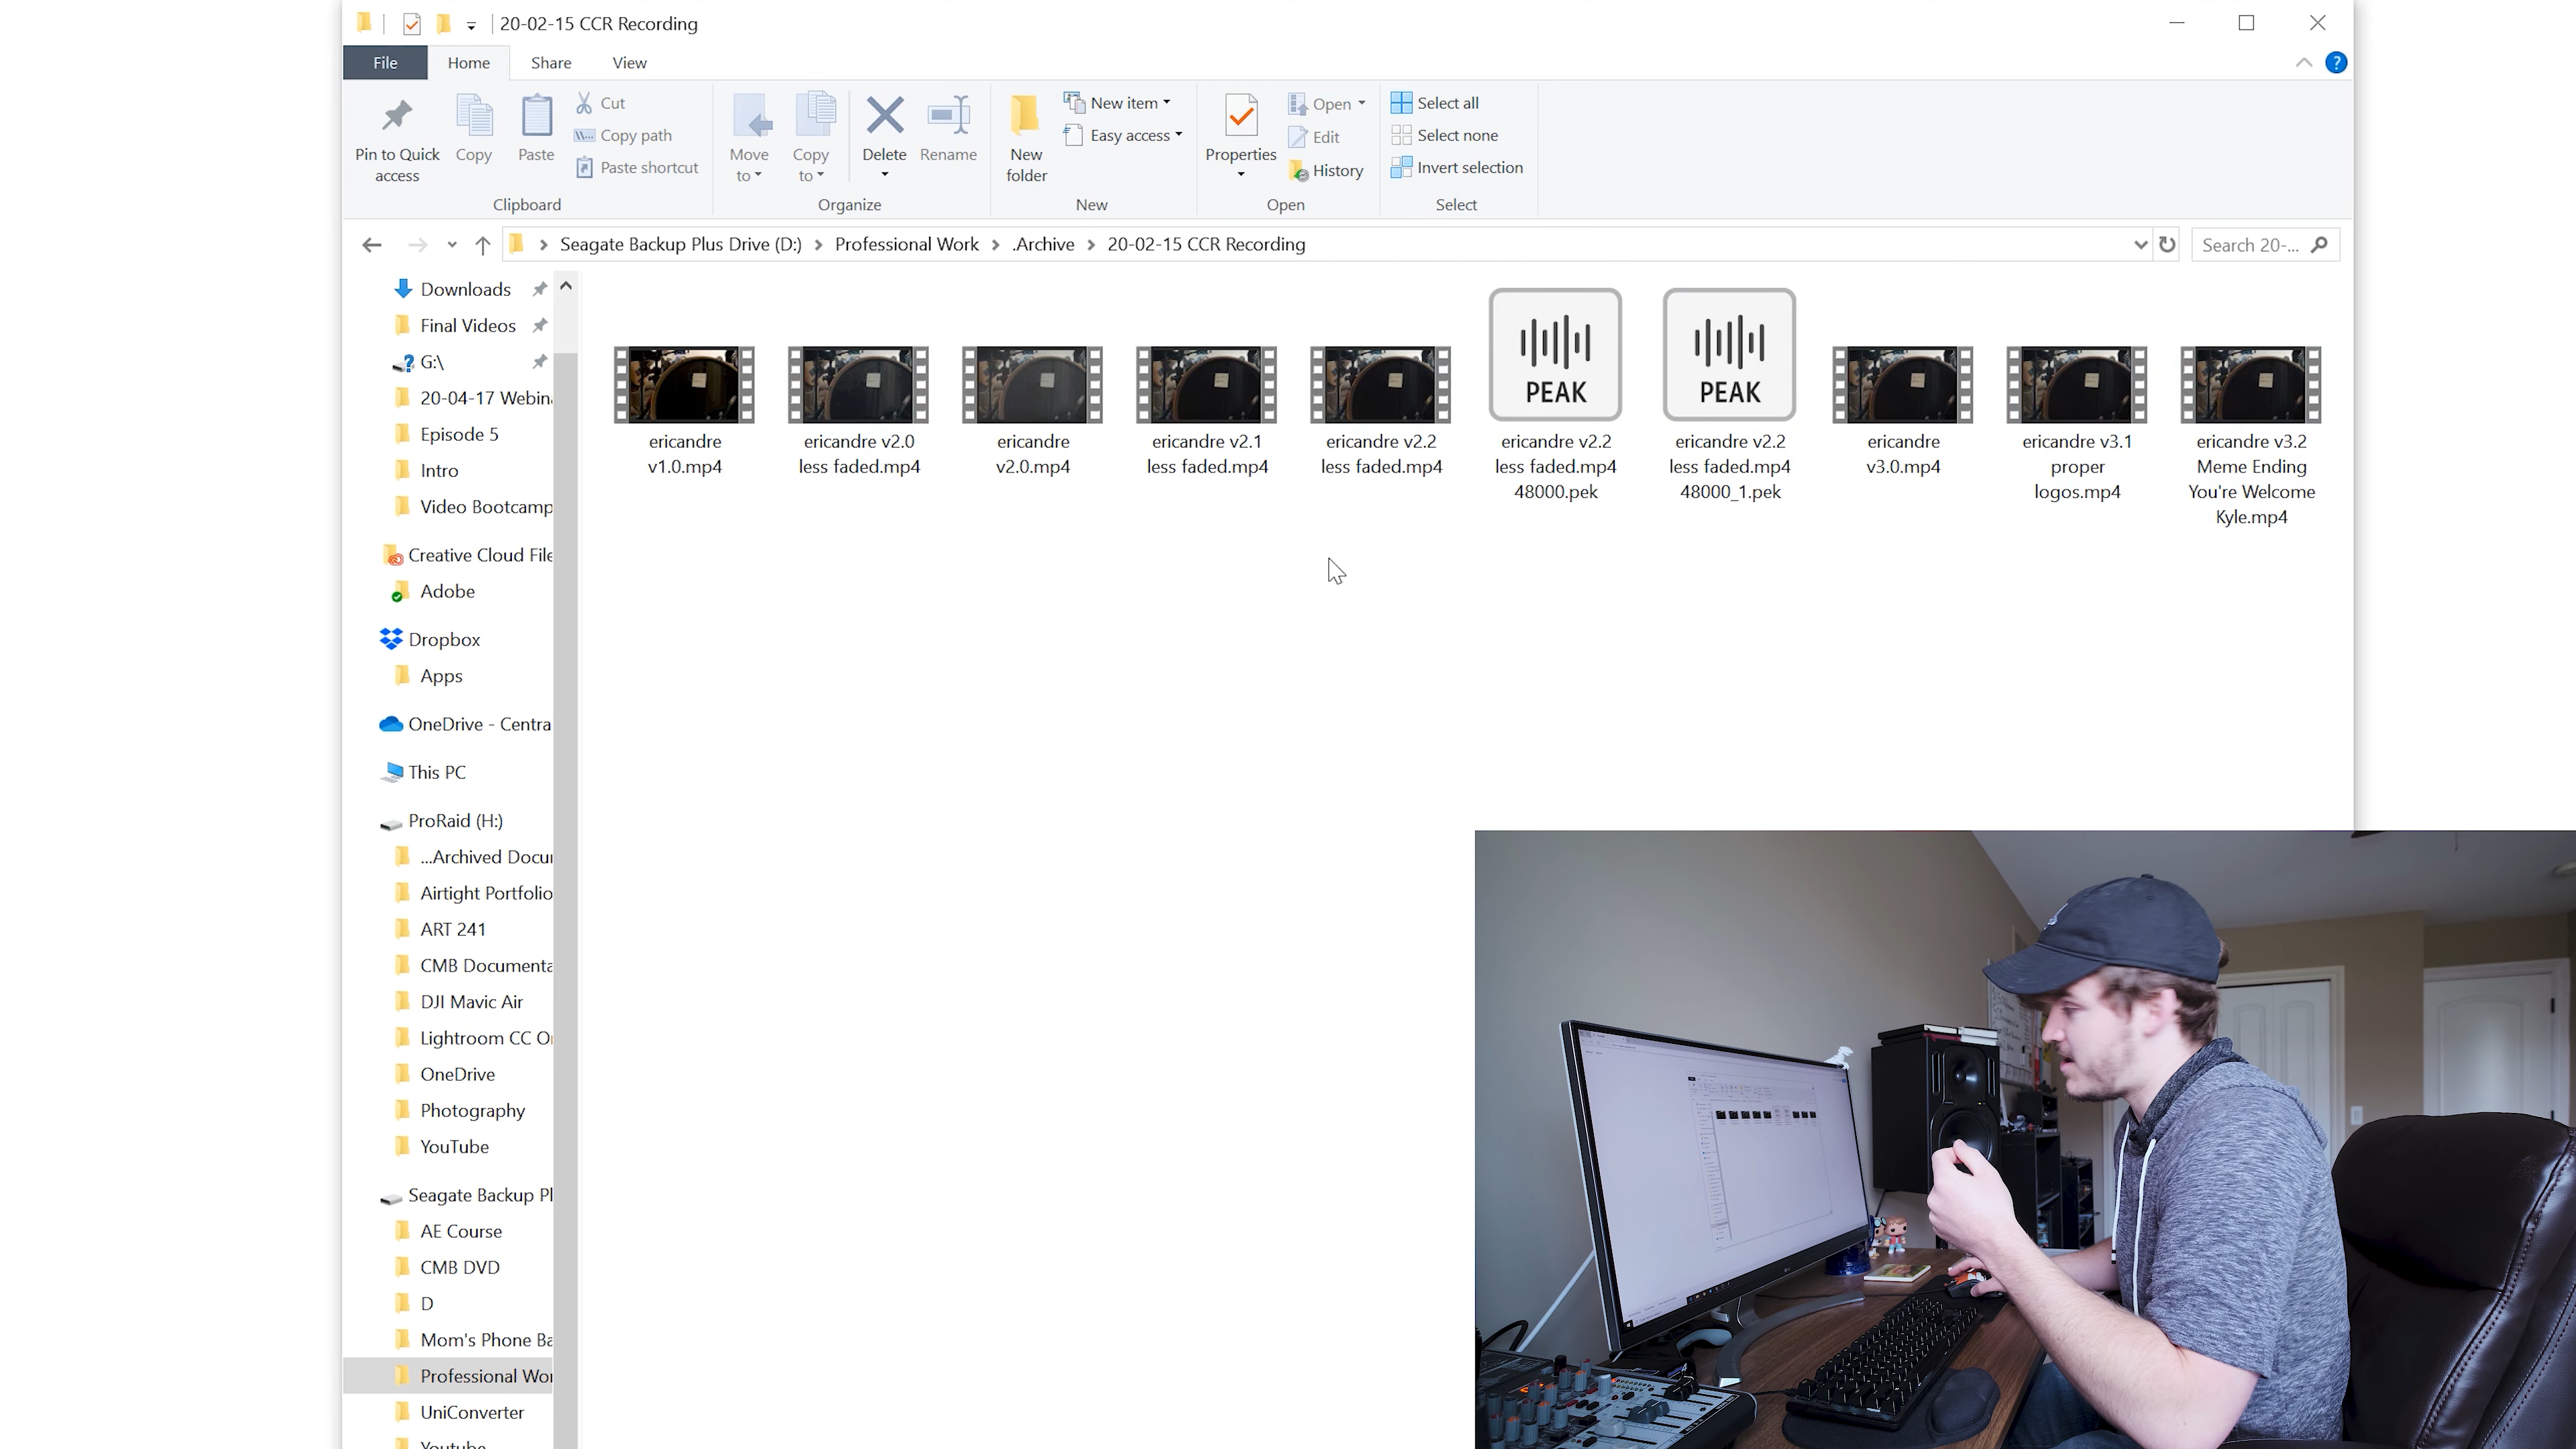 20-02-15 CCR Recording
File Home Share View
Pin to Quick access
Copy
Paste
Cut
Copy path
Paste shortcut
Clipboard
Move to
Copy to
Delete
Rename
Organize
New folder
New item
Easy access
New
Properties
Open
Edit
History
Open
Select all
Select none
Invert selection
Select
Seagate Backup Plus Drive (D:) > Professional Work > .Archive > 20-02-15 CCR Recording
Search 20-...
Downloads
Final Videos
G:\
20-04-17 Webin
Episode 5
Intro
Video Bootcamp
Creative Cloud File
Adobe
Dropbox
Apps
OneDrive - Centra
This PC
ProRaid (H:)
...Archived Docu
Airtight Portfolio
ART 241
CMB Documenta
DJI Mavic Air
Lightroom CC O
OneDrive
Photography
YouTube
Seagate Backup Pl
AE Course
CMB DVD
D
Mom's Phone Ba
Professional Wor
UniConverter
Youtube
ericandre
v1.0.mp4
ericandre v2.0
less faded.mp4
ericandre
v2.0.mp4
ericandre v2.1
less faded.mp4
ericandre v2.2
less faded.mp4
PEAK
ericandre v2.2
less faded.mp4
48000.pek
PEAK
ericandre v2.2
less faded.mp4
48000_1.pek
ericandre
v3.0.mp4
ericandre v3.1
proper
logos.mp4
ericandre v3.2
Meme Ending
You're Welcome
Kyle.mp4